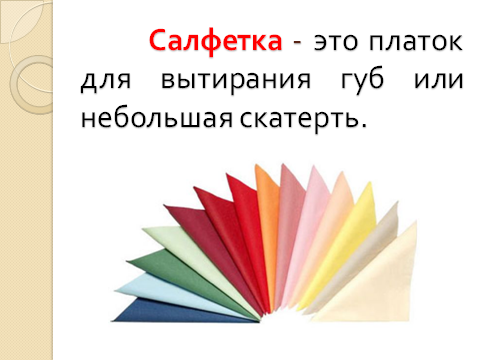 Салфетка - это платок
для вытирания губ или
небольшая скатерть.